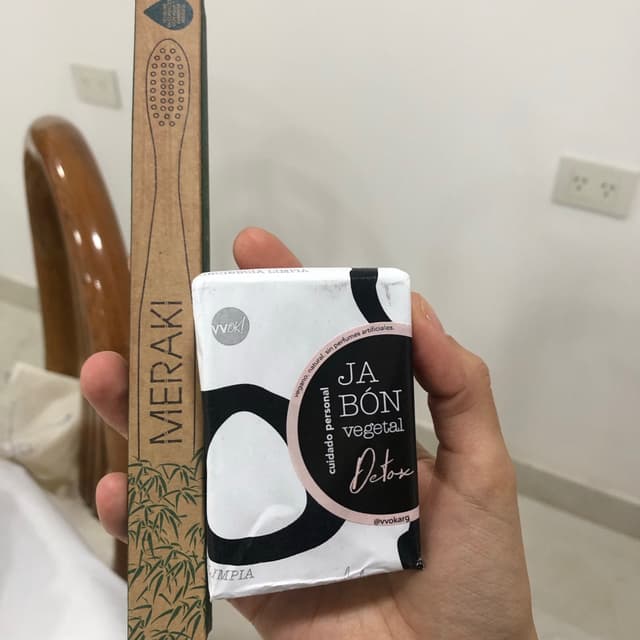 MERAKI
vvok!
vegano. natural. sin perfumes artificiales.
cuidado personal
JA
BÓN
vegetal
Detox
@vvokarg